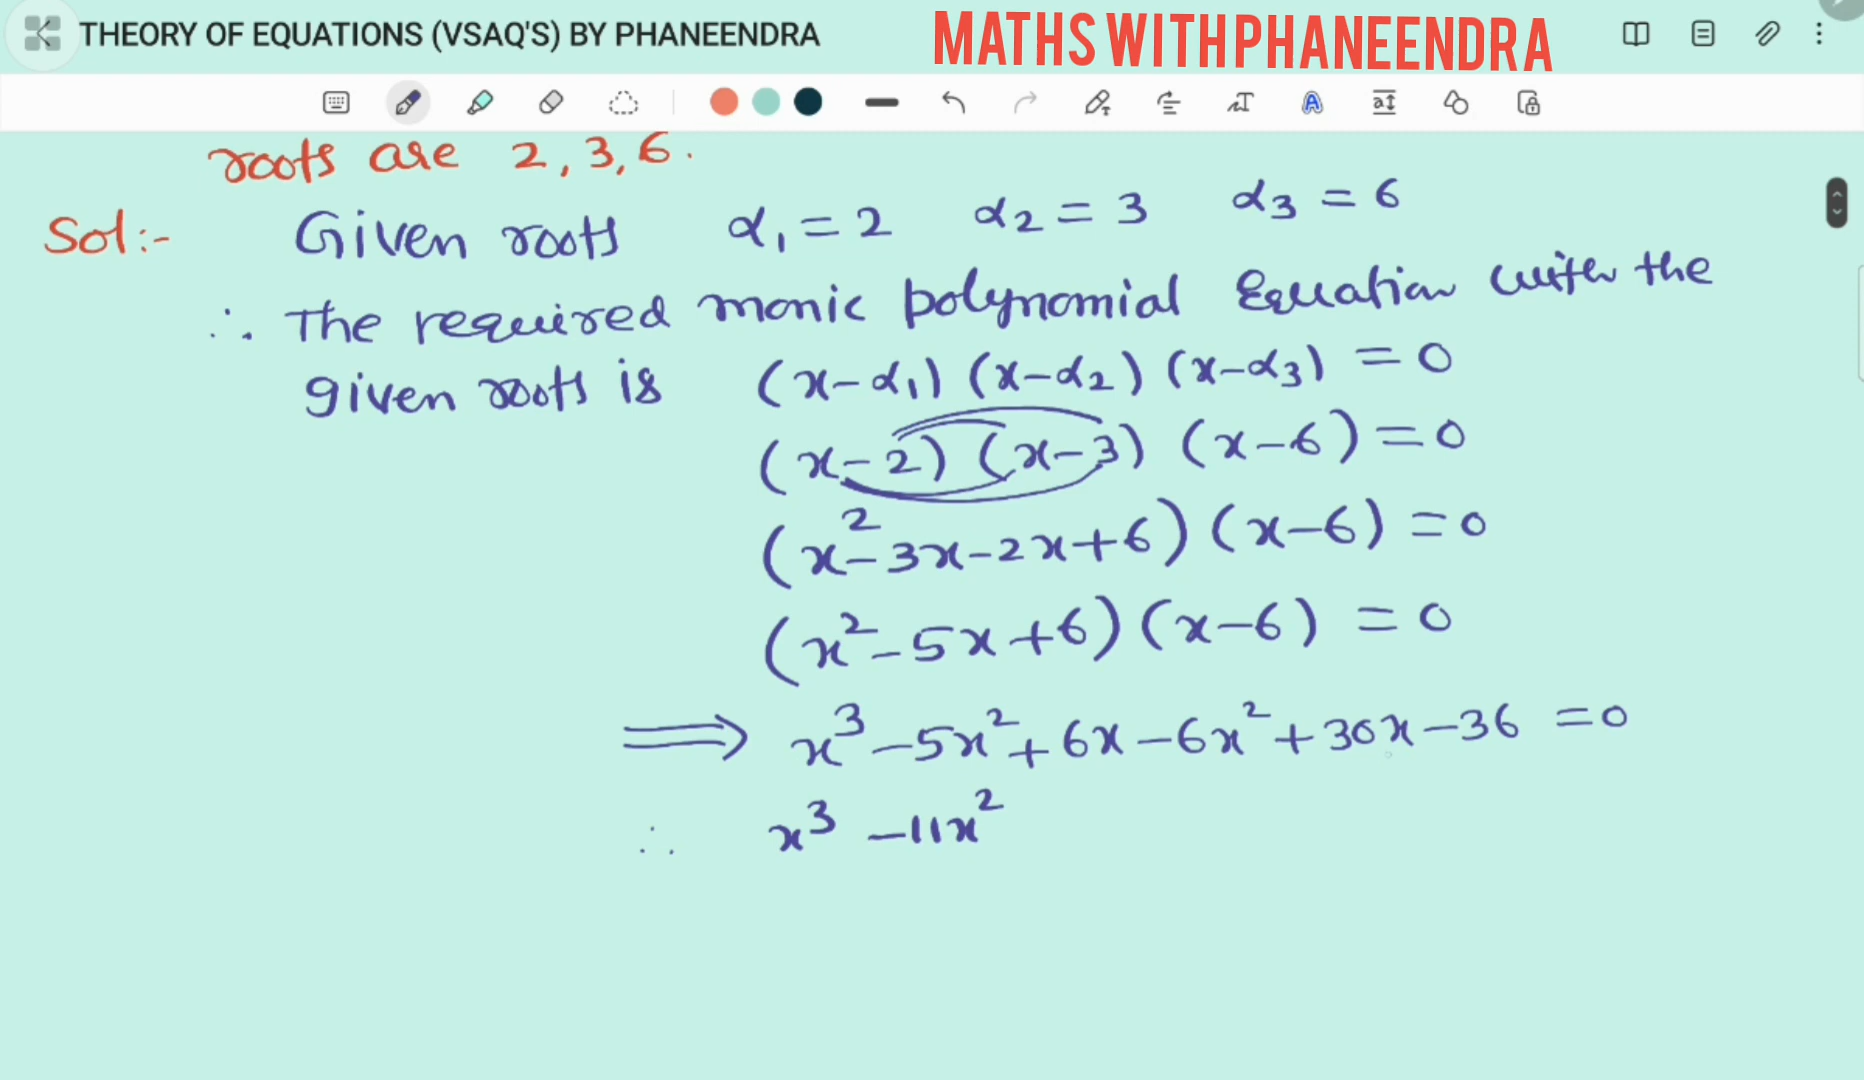 THEORY OF EQUATIONS (VSAQ'S) BY PHANEENDRA
MATHS WITH PHANEENDRA
roots are 2, 3, 6.
Sol:- Given roots α₁ = 2 α₂ = 3 α₃ = 6
∴ The required monic polynomial Equation with the
given roots is (x-α₁) (x-α₂) (x-α₃) = 0
(x-2) (x-3) (x-6) = 0
(x²-3x-2x+6) (x-6) = 0
(x²-5x+6) (x-6) = 0
⟹ x³-5x²+6x-6x²+30x-36 = 0
∴ x³ -11x²